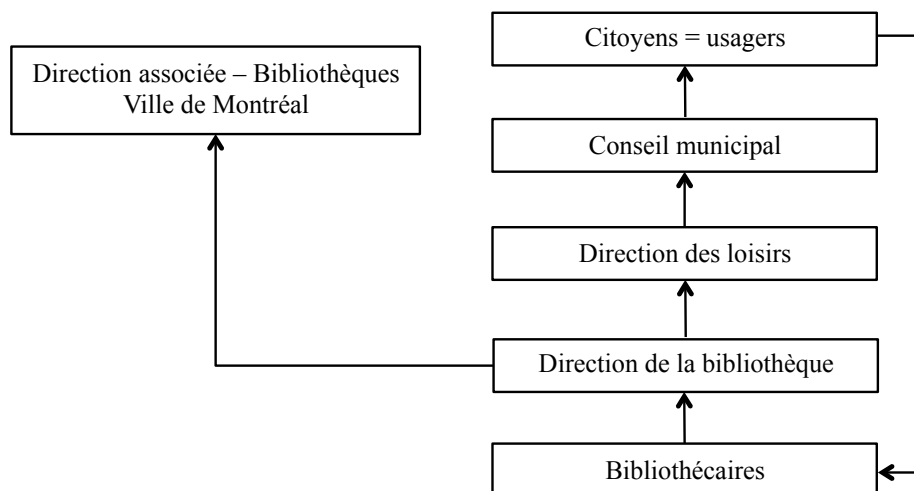 Direction associée – Bibliothèques
Ville de Montréal
Citoyens = usagers
Conseil municipal
Direction des loisirs
Direction de la bibliothèque
Bibliothécaires